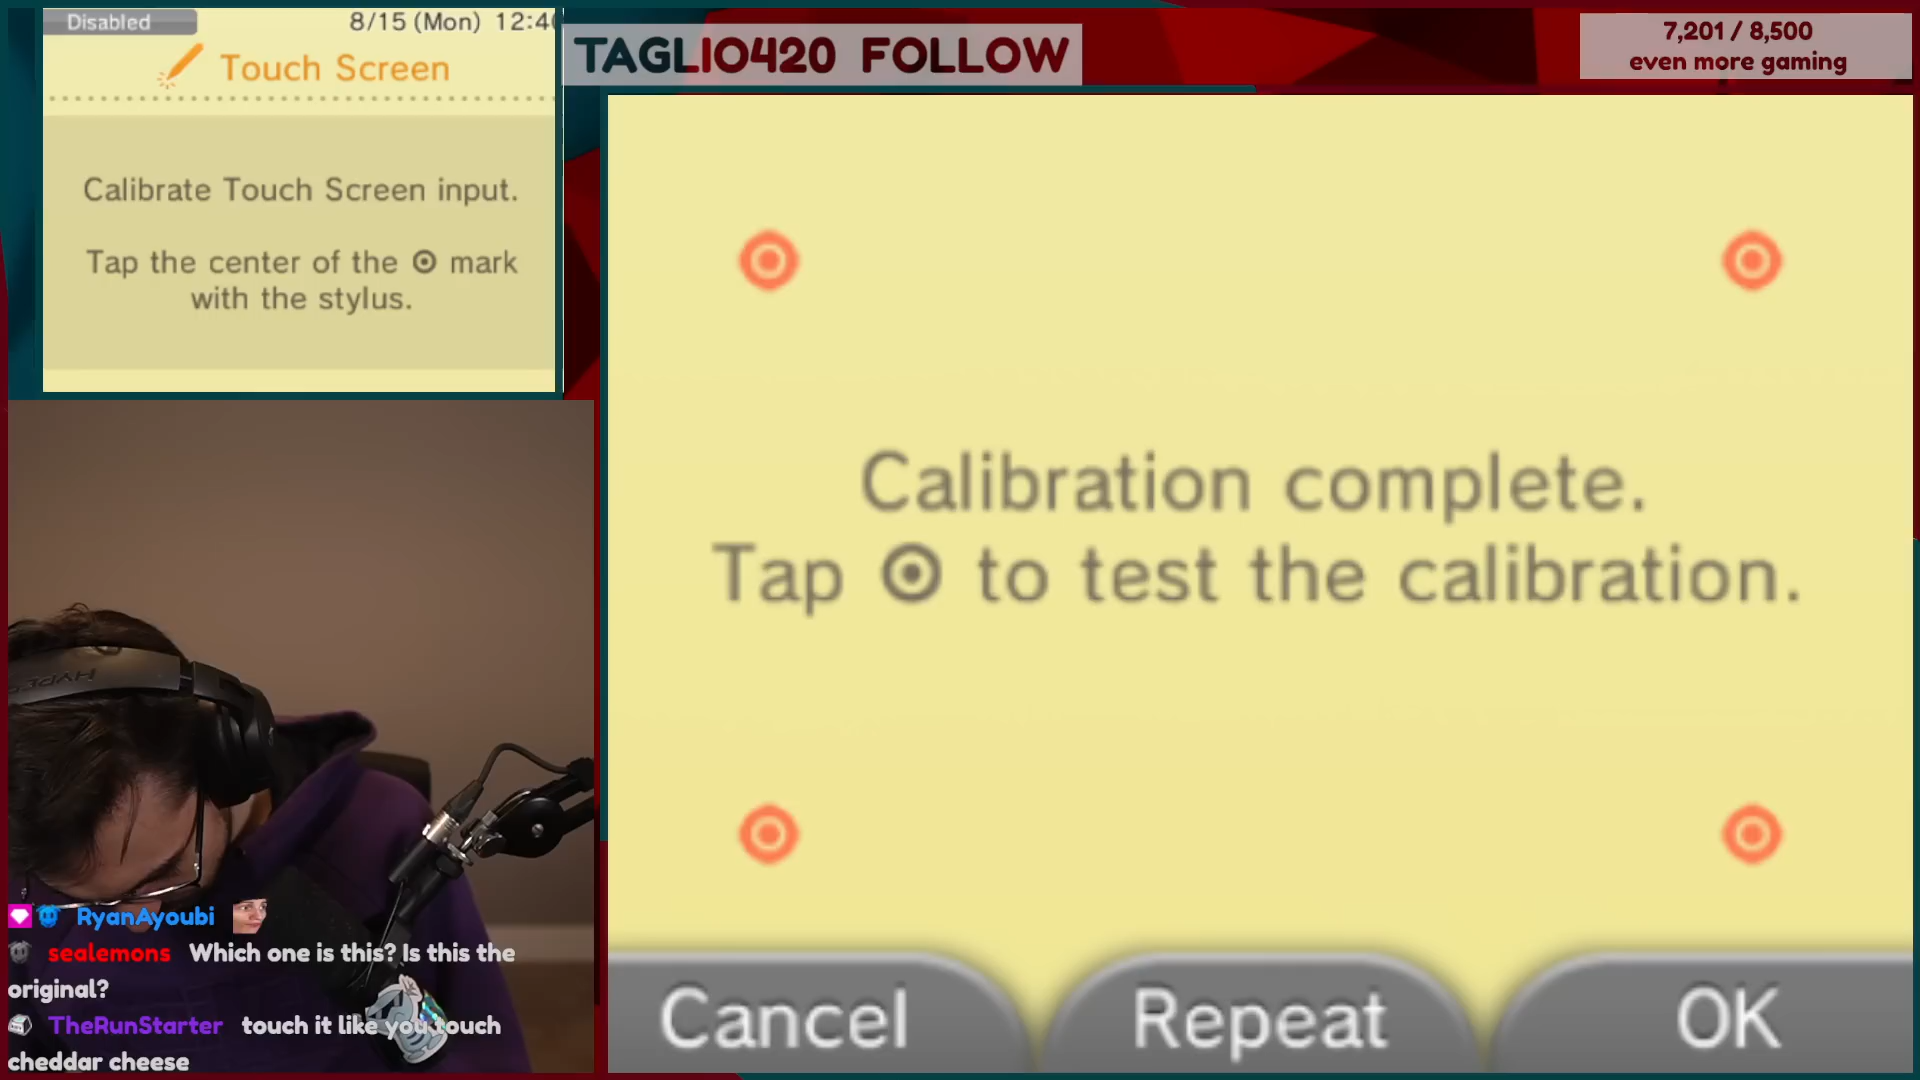 Disabled
8/15 (Mon) 12:4
Touch Screen
Calibrate Touch Screen input.
Tap the center of the ⊙ mark
with the stylus.
TAGLIO420 FOLLOW
7,201 / 8,500
even more gaming
Calibration complete.
Tap ⊙ to test the calibration.
Cancel
Repeat
OK
RyanAyoubi
sealemons Which one is this? Is this the
original?
TheRunStarter touch it like you touch
cheddar cheese